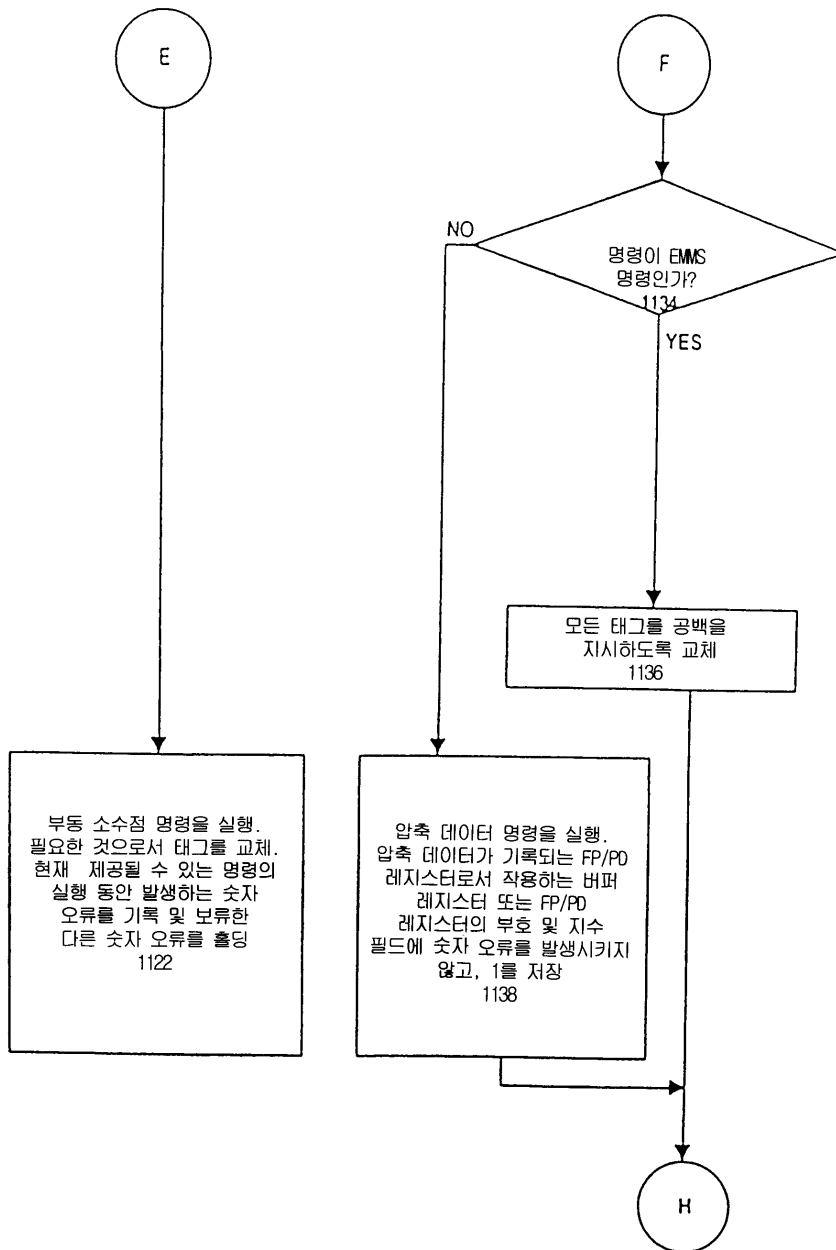 E
F
NO
명령이 EMMS
명령인가?
1134
YES
모든 태그를 공백을
지시하도록 교체
1136
부동 소수점 명령을 실행.
필요한 것으로서 태그를 교체.
현재 제공될 수 있는 명령의
실행 동안 발생하는 숫자
오류를 기록 및 보류한
다른 숫자 오류를 홀딩
1122
압축 데이터 명령을 실행.
압축 데이터가 기록되는 FP/PD
레지스터로서 작용하는 버퍼
레지스터 또는 FP/PD
레지스터의 부호 및 지수
필드에 숫자 오류를 발생시키지
않고, 1를 저장
1138
H